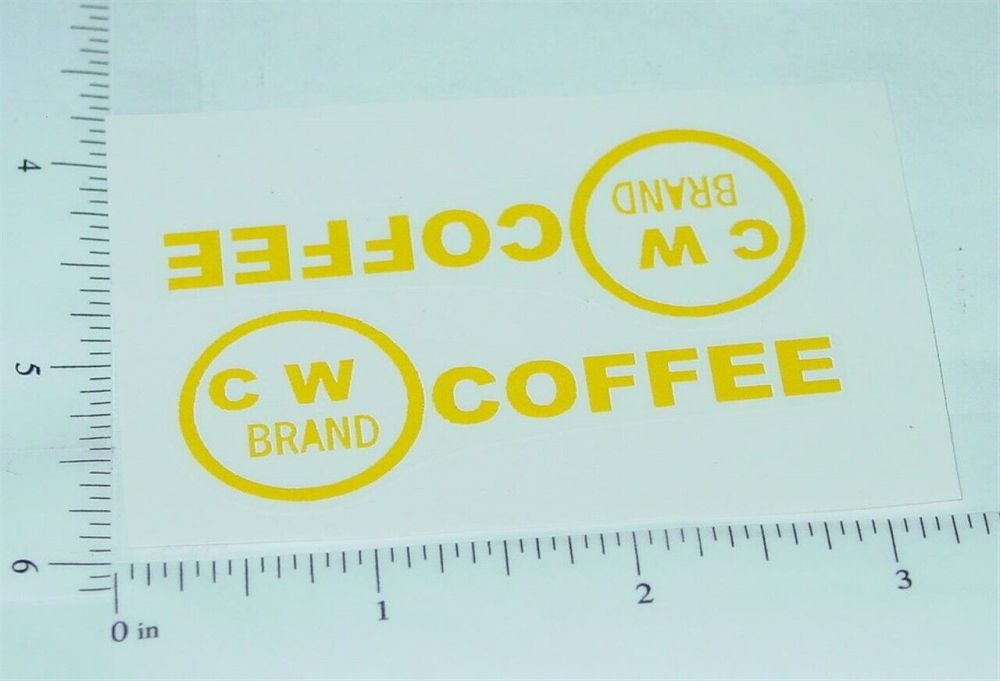 BRAND
C W
COFFEE
C W
BRAND
COFFEE
4
5
6
0 in
1
2
3